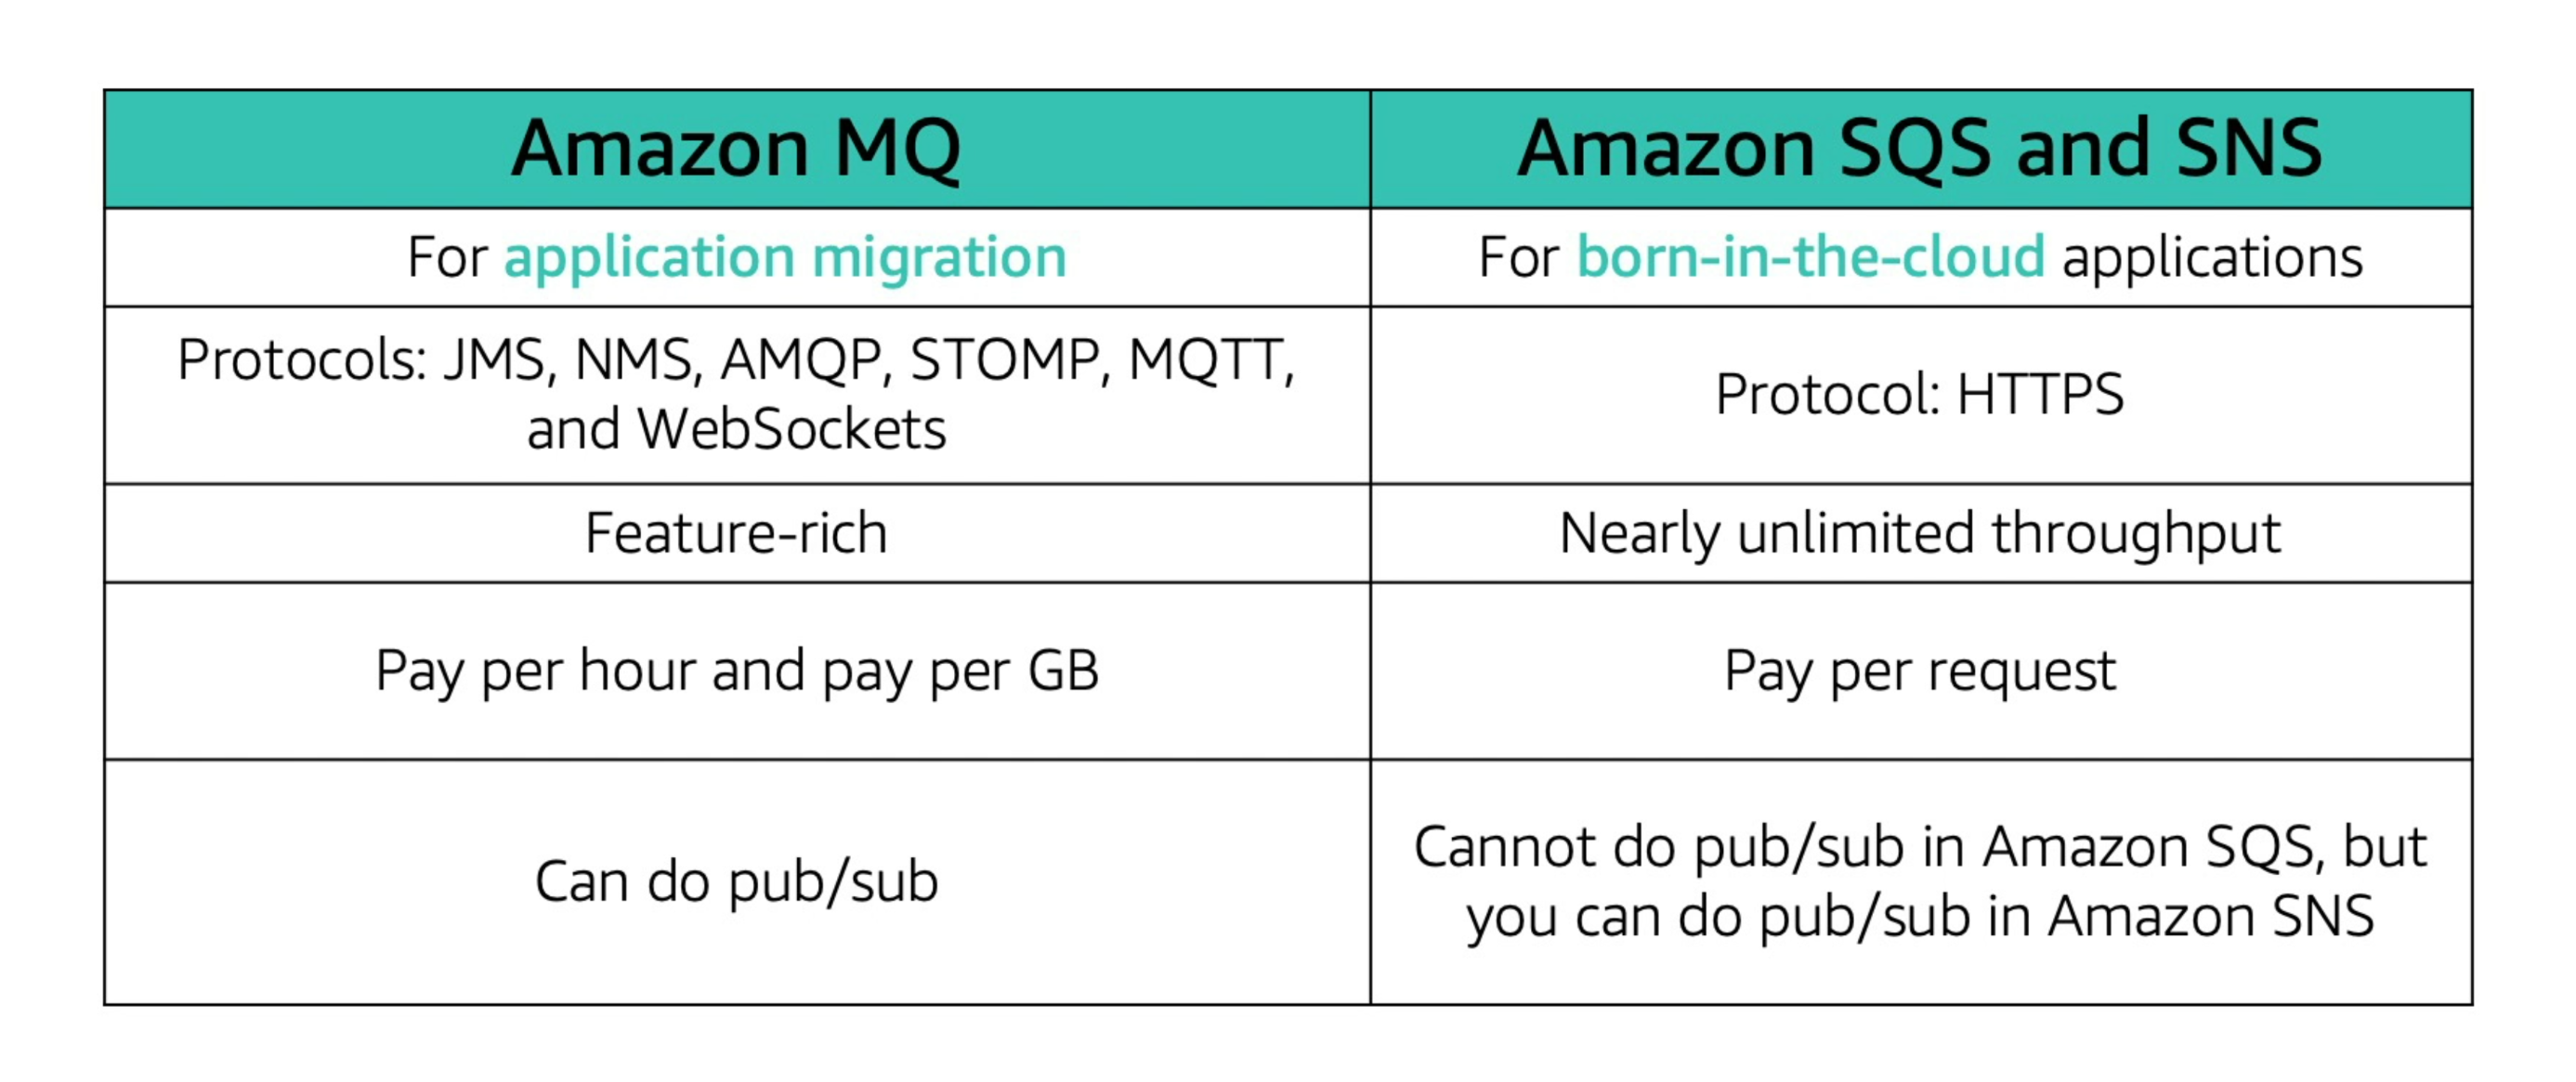 Amazon MQ
Amazon SQS and SNS
For application migration
For born-in-the-cloud applications
Protocols: JMS, NMS, AMQP, STOMP, MQTT,
and WebSockets
Protocol: HTTPS
Feature-rich
Nearly unlimited throughput
Pay per hour and pay per GB
Pay per request
Can do pub/sub
Cannot do pub/sub in Amazon SQS, but
you can do pub/sub in Amazon SNS